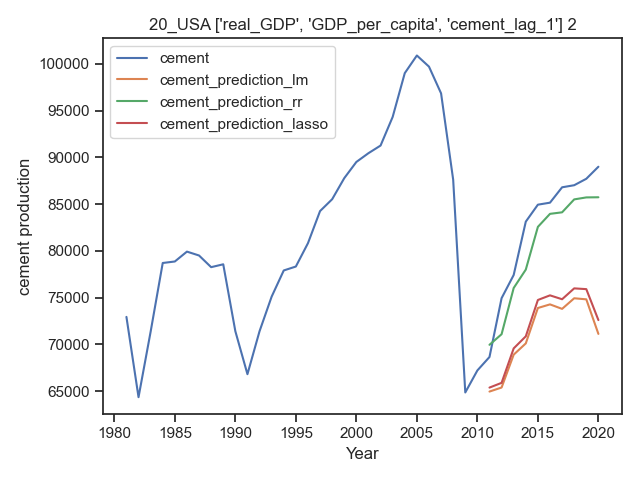 20_USA ['real_GDP', 'GDP_per_capita', 'cement_lag_1'] 2
cement
cement_prediction_lm
cement_prediction_rr
cement_prediction_lasso
cement production
100000
95000
90000
85000
80000
75000
70000
65000
1980 1985 1990 1995 2000 2005 2010 2015 2020
Year